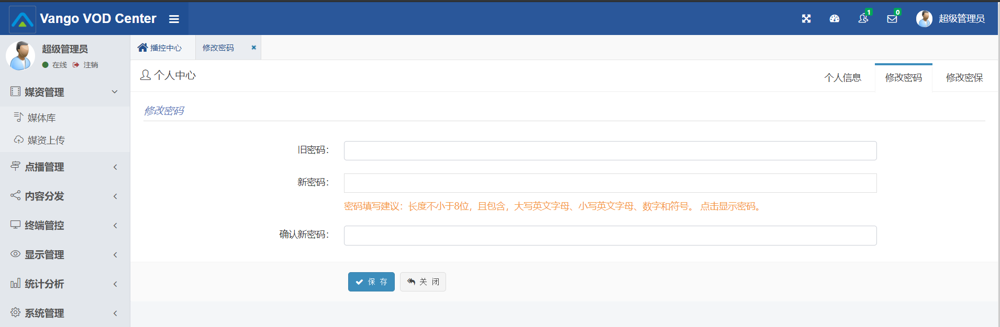 Vango VOD Center
1
0
超级管理员
超级管理员
在线 注销
媒资管理
媒体库
媒资上传
点播管理
内容分发
终端管控
显示管理
统计分析
系统管理
播控中心
修改密码
个人中心
个人信息
修改密码
修改密保
修改密码
旧密码：
新密码：
密码填写建议：长度不小于8位，且包含，大写英文字母、小写英文字母、数字和符号。 点击显示密码。
确认新密码：
保 存
关 闭